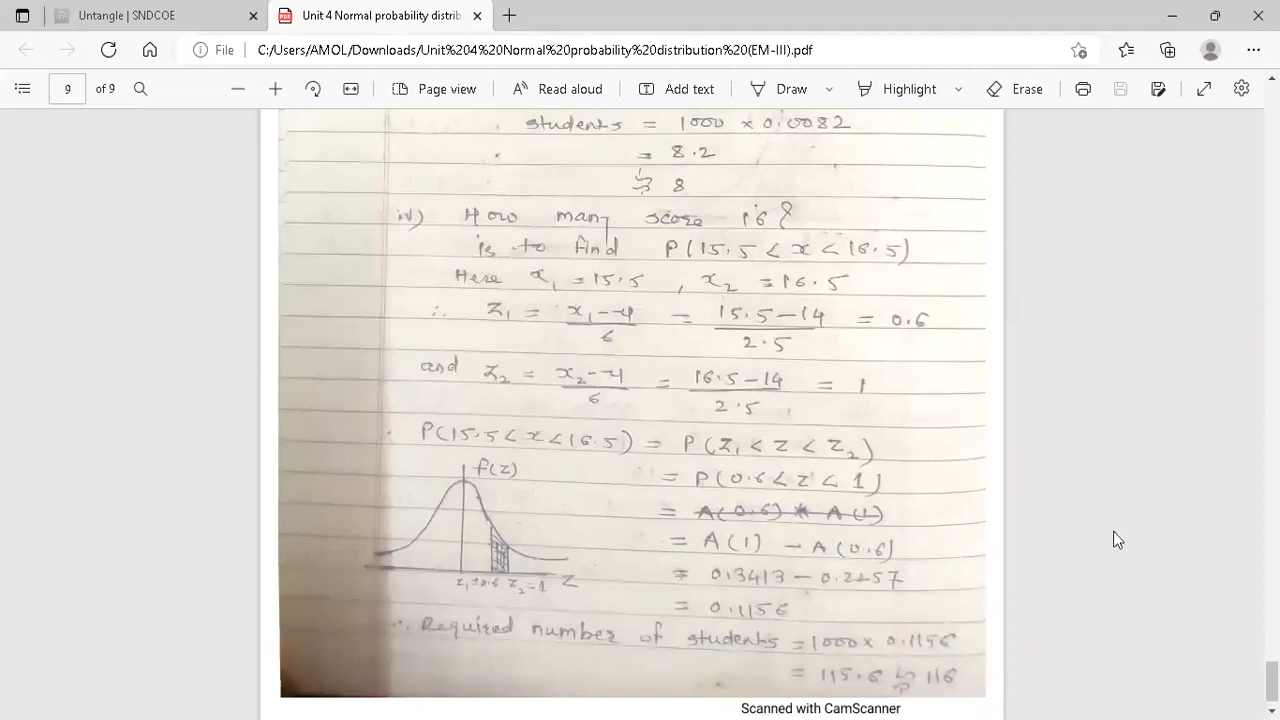 Untangle | SNDCOE
Unit 4 Normal probability distrib
File C:/Users/AMOL/Downloads/Unit%204%20Normal%20probability%20distribution%20(EM-III).pdf
9 of 9 Page view Read aloud Add text Draw Highlight Erase
students = 1000 x 0.0082
= 8.2
≈ 8
iv) How many score 16?
is to find P(15.5 < x < 16.5)
Here x₁ = 15.5 , x₂ = 16.5
∴ Z₁ = x₁-μ/6 = 15.5-14/2.5 = 0.6
and Z₂ = x₂-μ/6 = 16.5-14/2.5 = 1
∴ P(15.5 < x < 16.5) = P(Z₁ < Z < Z₂)
f(z)
= P(0.6 < z < 1)
= A(0.6) * A(1)
= A(1) - A(0.6)
= 0.3413 - 0.2257
z₁=0.6 z₂=1 Z
= 0.1156
∴ Required number of students = 1000 x 0.1156
= 115.6 ≈ 116
Scanned with CamScanner